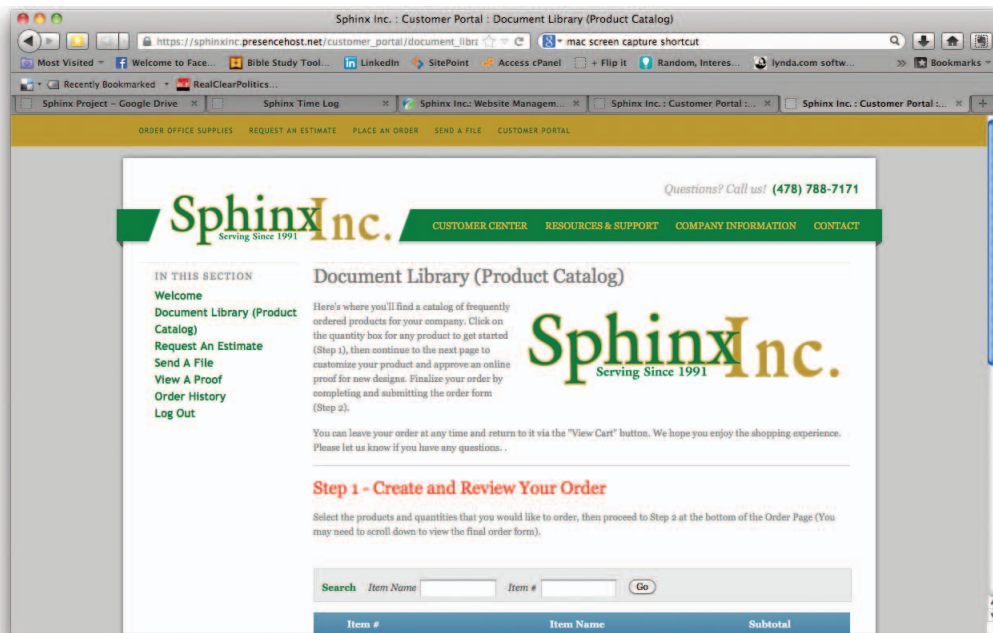 Sphinx Inc. : Customer Portal : Document Library (Product Catalog)
https://sphinxinc.presencehost.net/customer_portal/document_libra
mac screen capture shortcut
Most Visited
Welcome to Face...
Bible Study Tool...
LinkedIn
SitePoint
Access cPanel
+ Flip it
Random, Interes...
lynda.com softw...
Bookmarks
Recently Bookmarked
RealClearPolitics...
Sphinx Project – Google Drive
Sphinx Time Log
Sphinx Inc.: Website Managem...
Sphinx Inc. : Customer Portal :...
Sphinx Inc. : Customer Portal :...
ORDER OFFICE SUPPLIES REQUEST AN ESTIMATE PLACE AN ORDER SEND A FILE CUSTOMER PORTAL
Questions? Call us! (478) 788-7171
Sphinx Inc.
Serving Since 1991
CUSTOMER CENTER RESOURCES & SUPPORT COMPANY INFORMATION CONTACT
IN THIS SECTION
Welcome
Document Library (Product
Catalog)
Request An Estimate
Send A File
View A Proof
Order History
Log Out
Document Library (Product Catalog)
Here's where you'll find a catalog of frequently
ordered products for your company. Click on
the quantity box for any product to get started
(Step 1), then continue to the next page to
customize your product and approve an online
proof for new designs. Finalize your order by
completing and submitting the order form
(Step 2).
Sphinx Inc.
Serving Since 1991
You can leave your order at any time and return to it via the "View Cart" button. We hope you enjoy the shopping experience.
Please let us know if you have any questions. .
Step 1 - Create and Review Your Order
Select the products and quantities that you would like to order, then proceed to Step 2 at the bottom of the Order Page (You
may need to scroll down to view the final order form).
Search Item Name Item # Go
Item # Item Name Subtotal